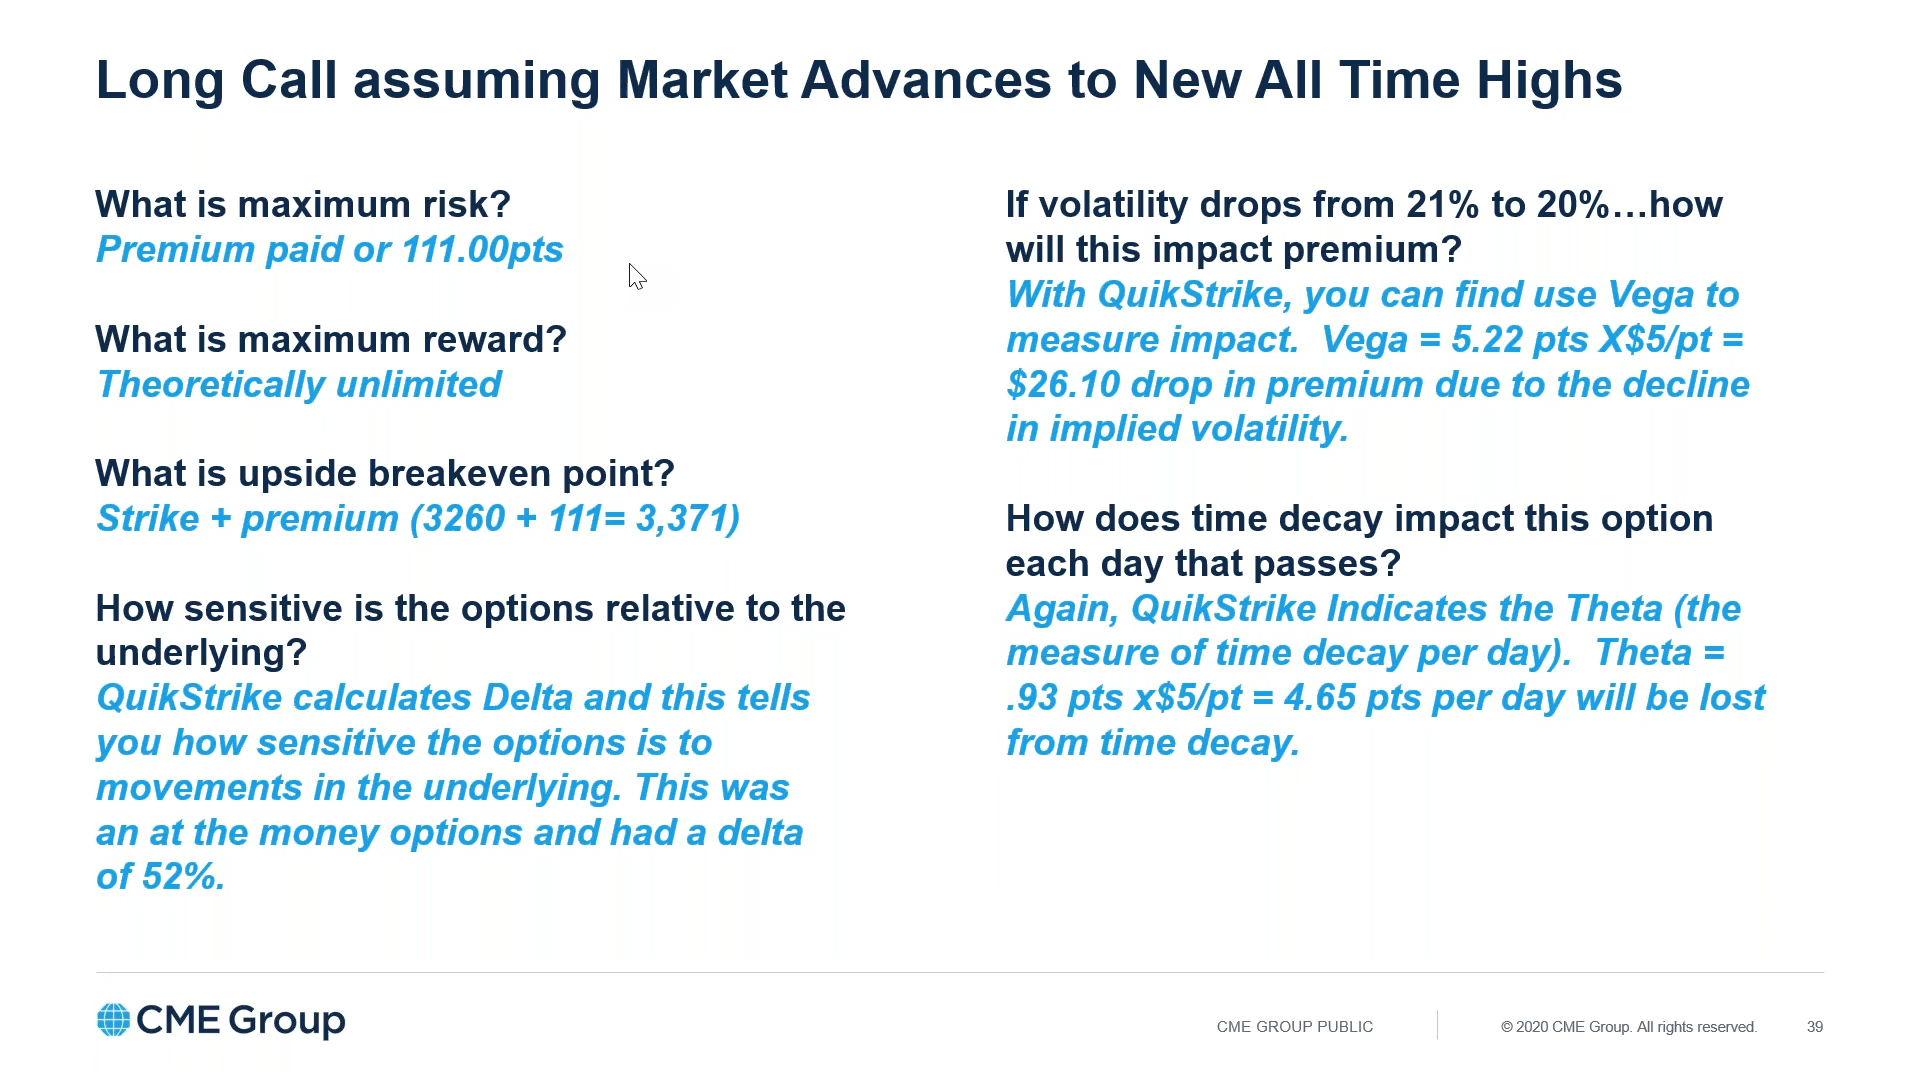 Long Call assuming Market Advances to New All Time Highs
What is maximum risk?
Premium paid or 111.00pts
What is maximum reward?
Theoretically unlimited
What is upside breakeven point?
Strike + premium (3260 + 111= 3,371)
How sensitive is the options relative to the
underlying?
QuikStrike calculates Delta and this tells
you how sensitive the options is to
movements in the underlying. This was
an at the money options and had a delta
of 52%.
If volatility drops from 21% to 20%…how
will this impact premium?
With QuikStrike, you can find use Vega to
measure impact.  Vega = 5.22 pts X$5/pt =
$26.10 drop in premium due to the decline
in implied volatility.
How does time decay impact this option
each day that passes?
Again, QuikStrike Indicates the Theta (the
measure of time decay per day).  Theta =
.93 pts x$5/pt = 4.65 pts per day will be lost
from time decay.
CME Group
CME GROUP PUBLIC
© 2020 CME Group. All rights reserved.
39